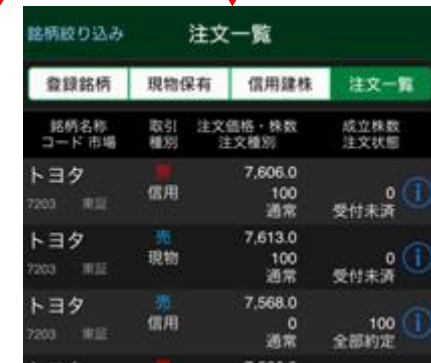 銘柄絞り込み 注文一覧
登録銘柄 現物保有 信用建株 注文一覧
銘柄名称 取引 注文価格・株数 成立株数
コード 市場 種別 注文種別 注文状態
トヨタ 買 7,606.0
信用 100 0
7203 東証 通常 受付未済
トヨタ 売 7,613.0
現物 100 0
7203 東証 通常 受付未済
トヨタ 売 7,568.0
信用 0 100
7203 東証 通常 全部約定